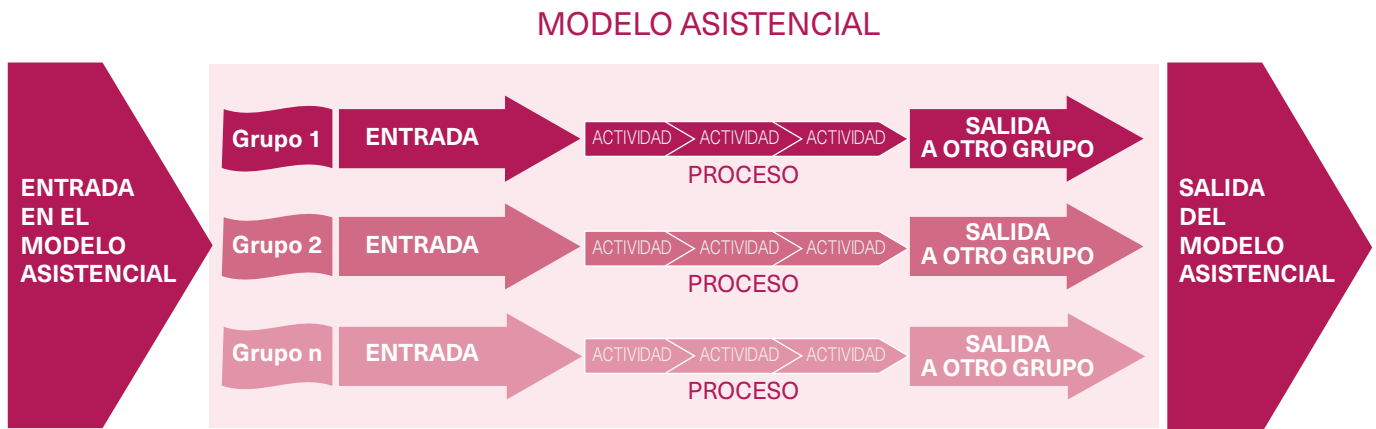 MODELO ASISTENCIAL
ENTRADA
EN EL
MODELO
ASISTENCIAL
Grupo 1
ENTRADA
ACTIVIDAD
ACTIVIDAD
ACTIVIDAD
PROCESO
SALIDA
A OTRO GRUPO
Grupo 2
ENTRADA
ACTIVIDAD
ACTIVIDAD
ACTIVIDAD
PROCESO
SALIDA
A OTRO GRUPO
Grupo n
ENTRADA
ACTIVIDAD
ACTIVIDAD
ACTIVIDAD
PROCESO
SALIDA
A OTRO GRUPO
SALIDA
DEL
MODELO
ASISTENCIAL